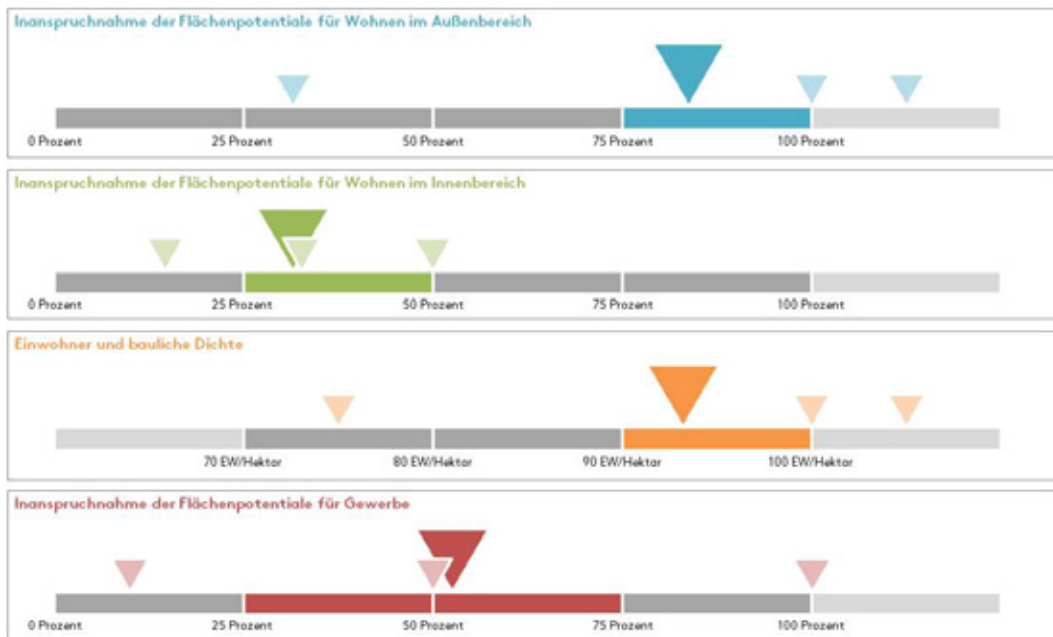 Inanspruchnahme der Flächenpotentiale für Wohnen im Außenbereich
0 Prozent 25 Prozent 50 Prozent 75 Prozent 100 Prozent
Inanspruchnahme der Flächenpotentiale für Wohnen im Innenbereich
0 Prozent 25 Prozent 50 Prozent 75 Prozent 100 Prozent
Einwohner und bauliche Dichte
70 EW/Hektar 80 EW/Hektar 90 EW/Hektar 100 EW/Hektar
Inanspruchnahme der Flächenpotentiale für Gewerbe
0 Prozent 25 Prozent 50 Prozent 75 Prozent 100 Prozent